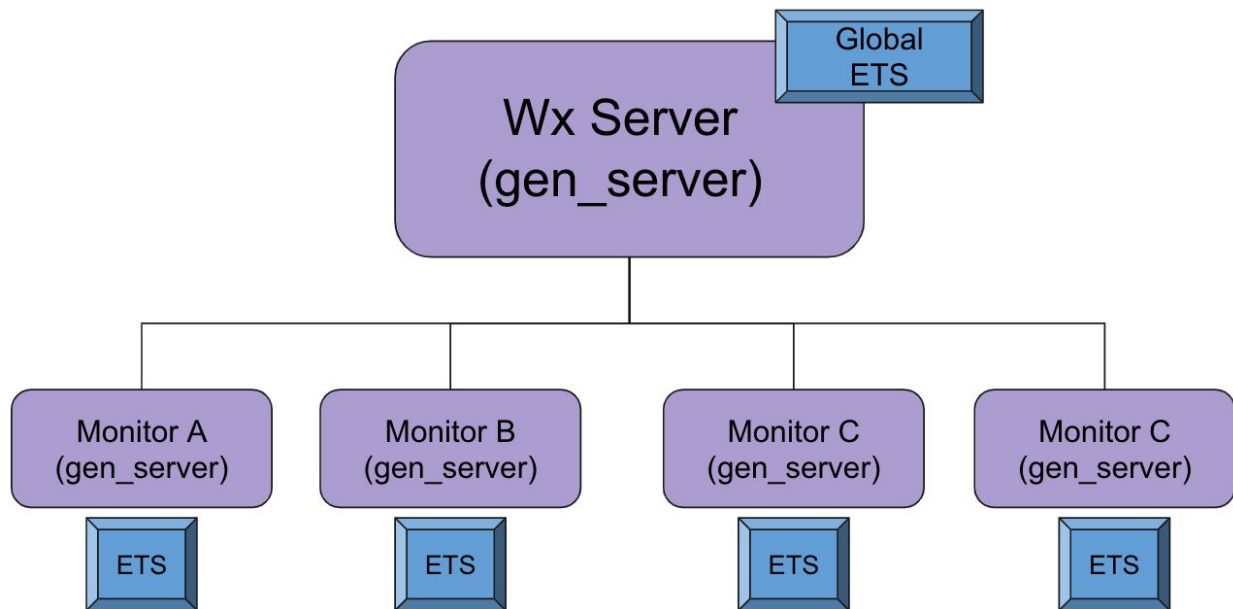 Global
ETS
Wx Server
(gen_server)
Monitor A
(gen_server)
Monitor B
(gen_server)
Monitor C
(gen_server)
Monitor C
(gen_server)
ETS
ETS
ETS
ETS